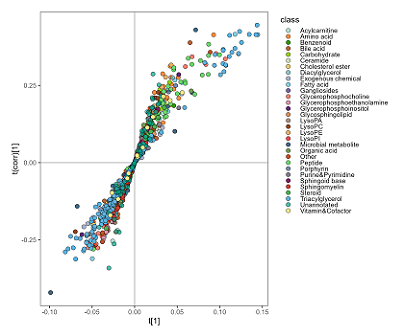 class
Acylcarnitine
Amino acid
Benzenoid
Bile acid
Carbohydrate
Ceramide
Cholesterol ester
Diacylglycerol
Exogenous chemical
Fatty acid
Gangliosides
Glycerophosphocholine
Glycerophosphoethanolamine
Glycerophosphoinositol
Glycosphingolipid
LysoPA
LysoPC
LysoPE
LysoPI
Microbial metabolite
Organic acid
Other
Peptide
Porphyrin
Purine&Pyrimidine
Sphingoid base
Sphingomyelin
Steroid
Triacylglycerol
Unannotated
Vitamin&Cofactor
0.25
0.00
-0.25
t(corr)[1]
-0.10 -0.05 0.00 0.05 0.10 0.15